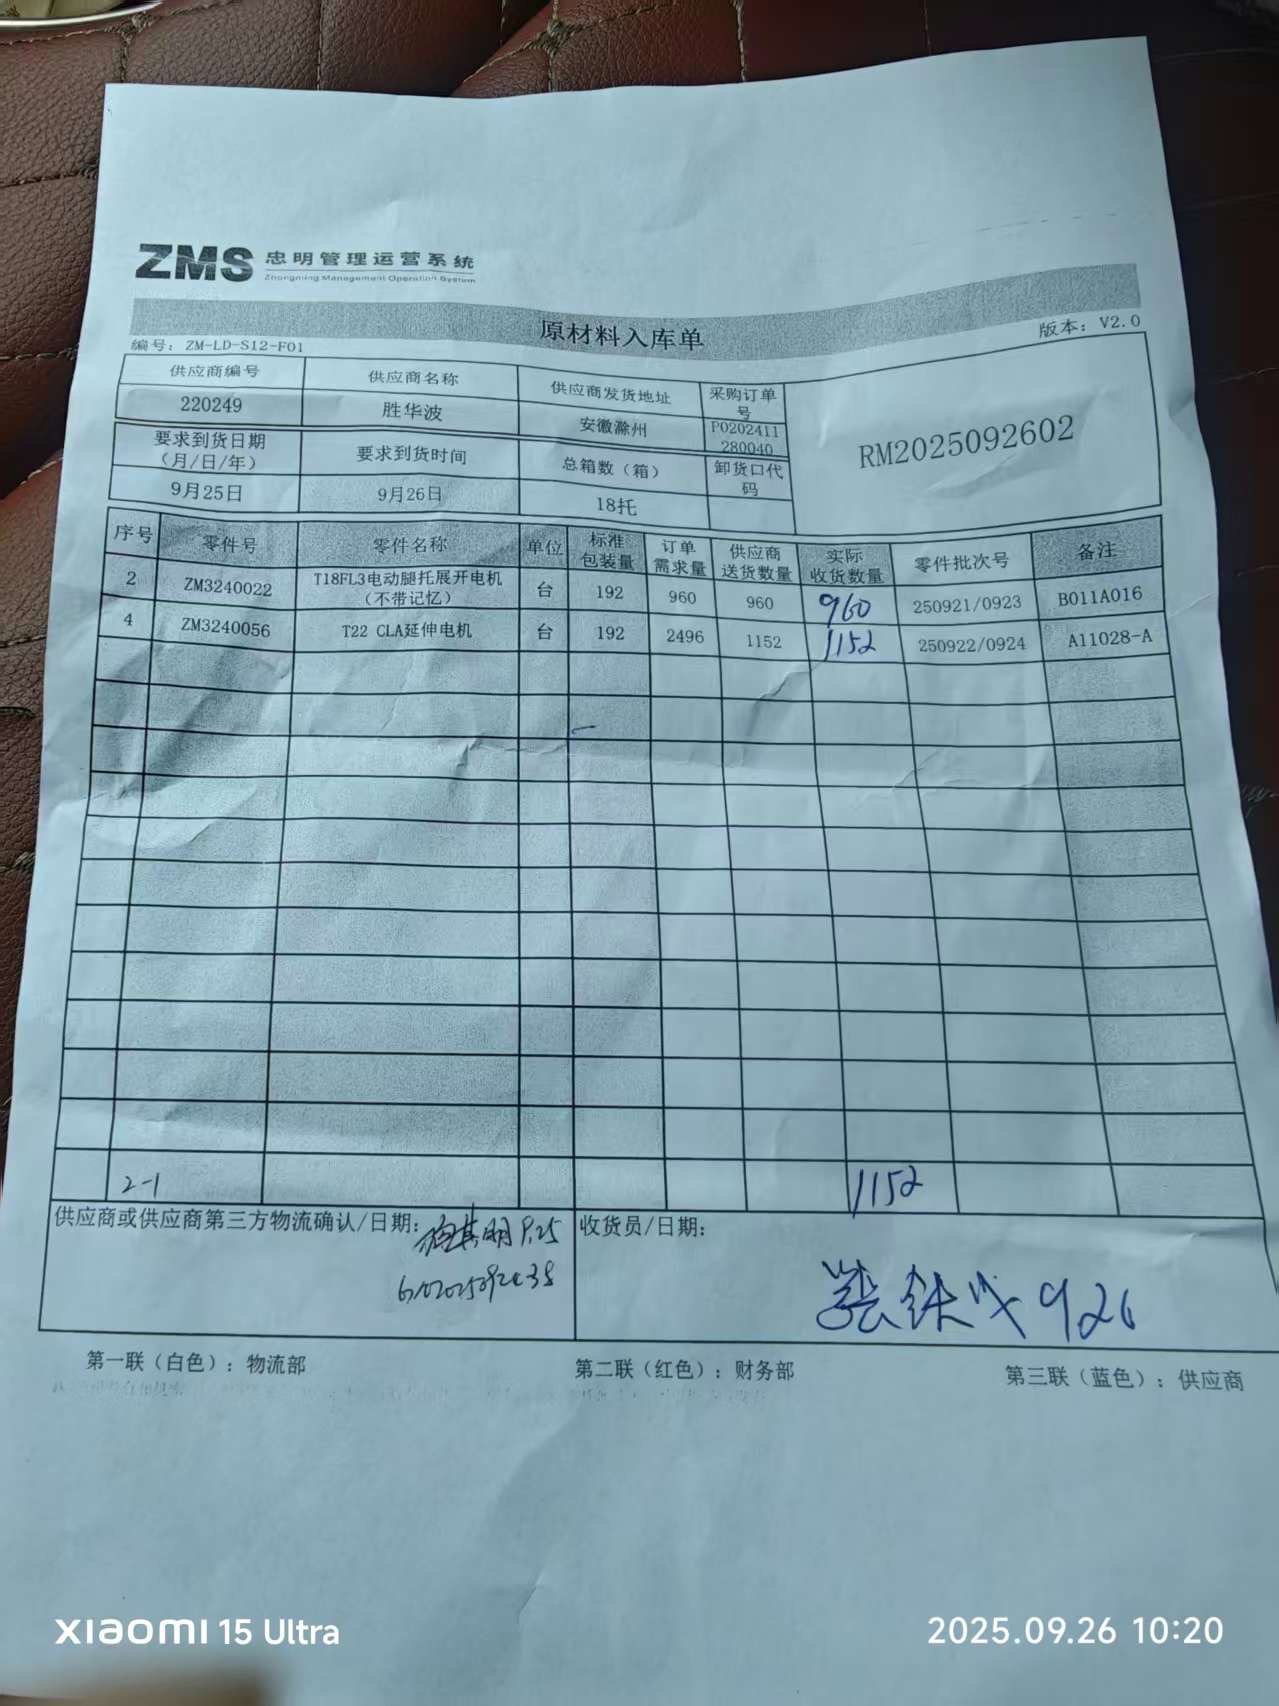 ZMS 忠明管理运营系统
Zhongming Management Operation System
原材料入库单
编号：ZM-LD-S12-F01 版本：V2.0
供应商编号 供应商名称 供应商发货地址 采购订单号
220249 胜华波 安徽滁州 PO202411280040
RM2025092602
要求到货日期（月/日/年） 要求到货时间 总箱数（箱） 卸货口代码
9月25日 9月26日 18托
序号 零件号 零件名称 单位 标准包装量 订单需求量 供应商送货数量 实际收货数量 零件批次号 备注
2 ZM3240022 T18FL3电动腿托展开电机（不带记忆） 台 192 960 960 960 250921/0923 B011A016
4 ZM3240056 T22 CLA延伸电机 台 192 2496 1152 1152 250922/0924 A11028-A
2-1 1152
供应商或供应商第三方物流确认/日期：
收货员/日期：
926
第一联（白色）：物流部 第二联（红色）：财务部 第三联（蓝色）：供应商
XIAOMI 15 Ultra
2025.09.26 10:20